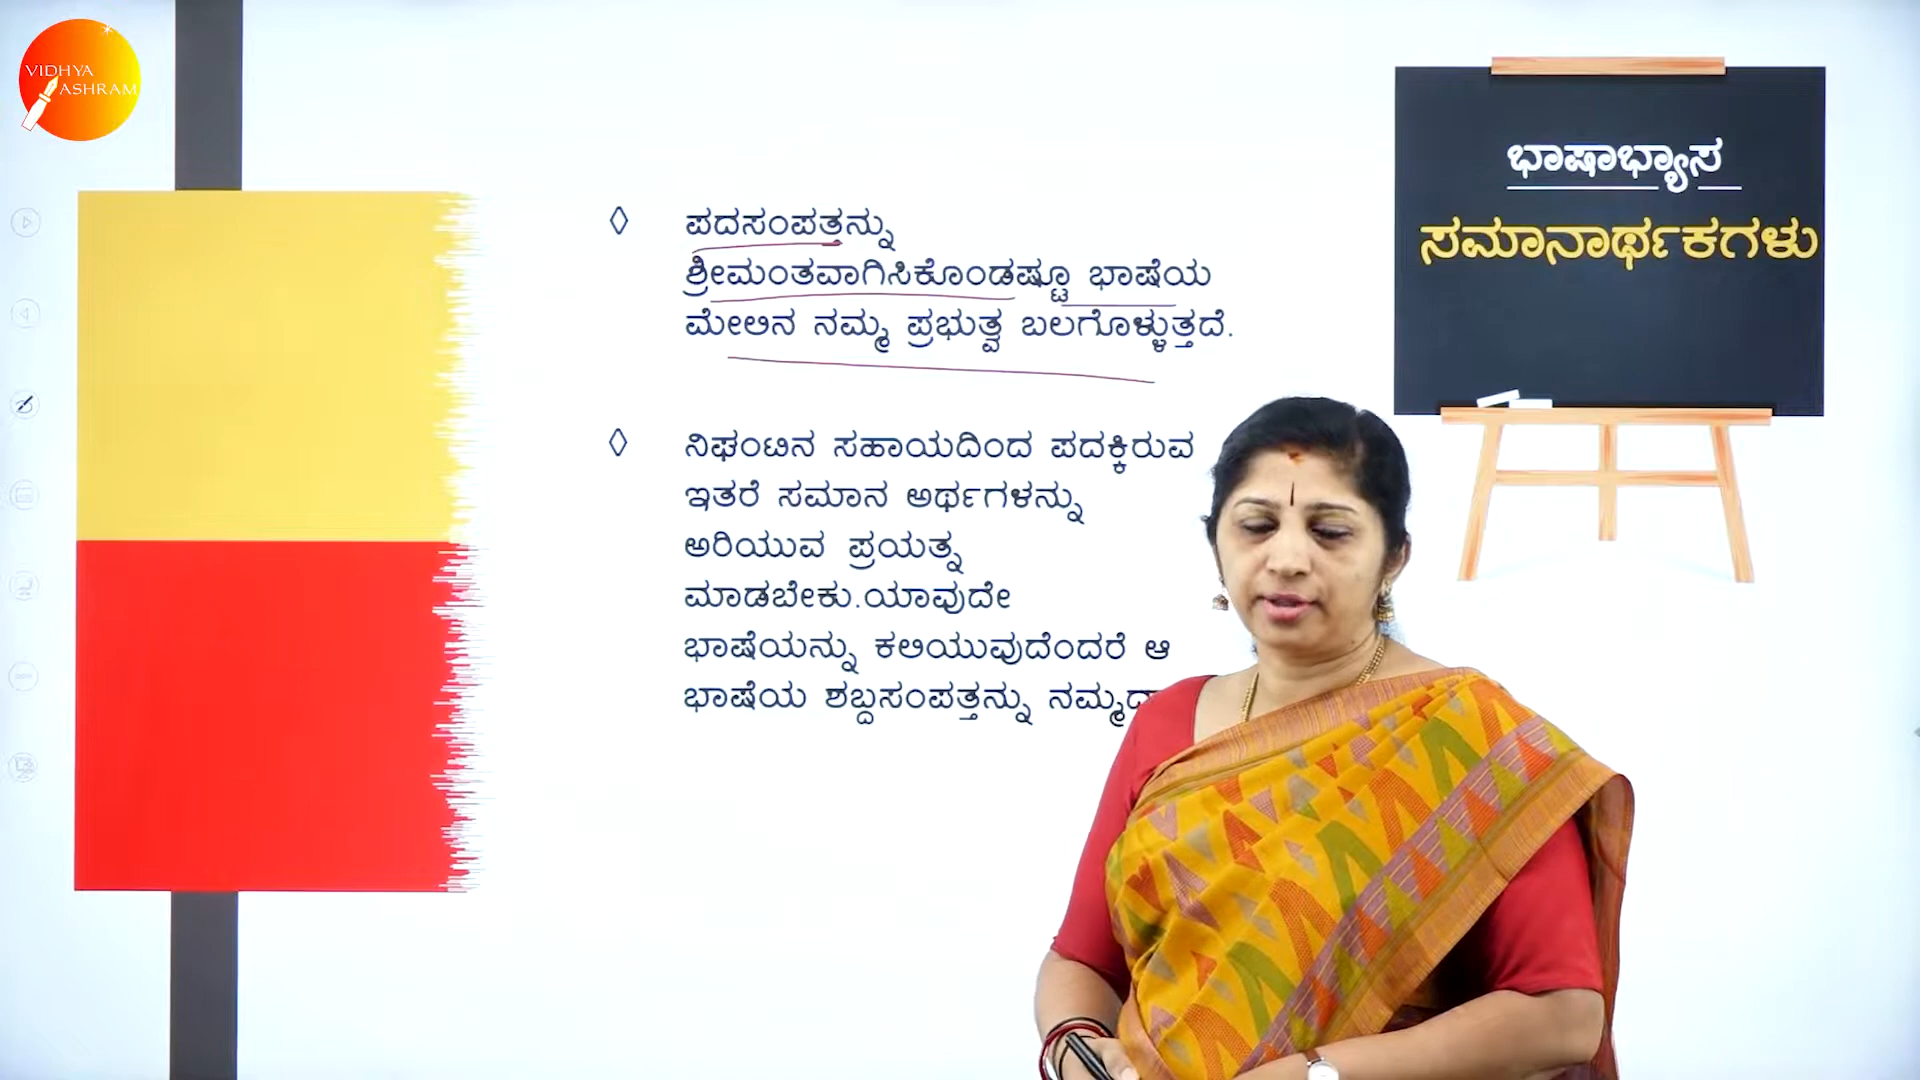 VIDHYA
ASHRAM
ಭಾಷಾಭ್ಯಾಸ
ಸಮಾನಾರ್ಥಕಗಳು
ಪದಸಂಪತ್ತನ್ನು
ಶ್ರೀಮಂತವಾಗಿಸಿಕೊಂಡಷ್ಟೂ ಭಾಷೆಯ
ಮೇಲಿನ ನಮ್ಮ ಪ್ರಭುತ್ವ ಬಲಗೊಳ್ಳುತ್ತದೆ.
ನಿಘಂಟಿನ ಸಹಾಯದಿಂದ ಪದಕ್ಕಿರುವ
ಇತರೆ ಸಮಾನ ಅರ್ಥಗಳನ್ನು
ಅರಿಯುವ ಪ್ರಯತ್ನ
ಮಾಡಬೇಕು.ಯಾವುದೇ
ಭಾಷೆಯನ್ನು ಕಲಿಯುವುದೆಂದರೆ ಆ
ಭಾಷೆಯ ಶಬ್ದಸಂಪತ್ತನ್ನು